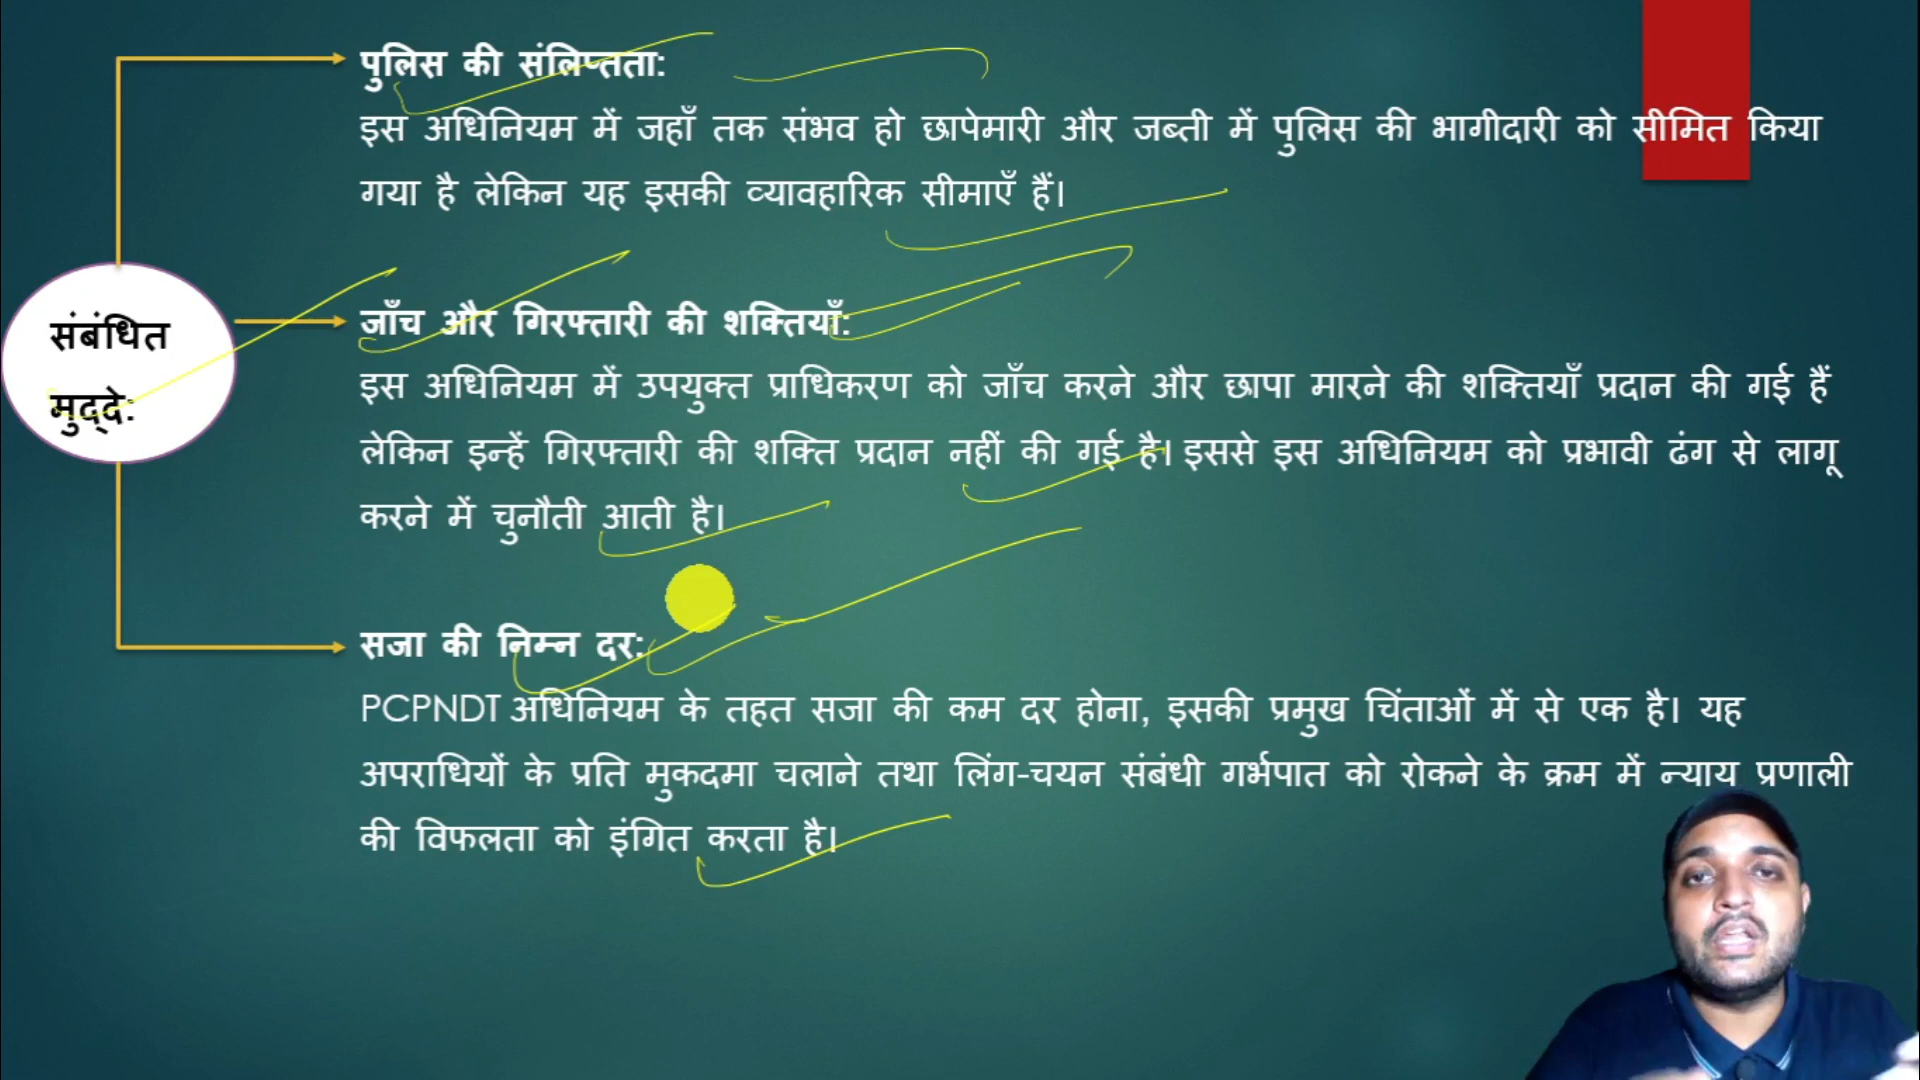 पुलिस की संलिप्तता:
इस अधिनियम में जहाँ तक संभव हो छापेमारी और जब्ती में पुलिस की भागीदारी को सीमित किया
गया है लेकिन यह इसकी व्यावहारिक सीमाएँ हैं।
संबंधित
मुद्दे:
जाँच और गिरफ्तारी की शक्तियाँ:
इस अधिनियम में उपयुक्त प्राधिकरण को जाँच करने और छापा मारने की शक्तियाँ प्रदान की गई हैं
लेकिन इन्हें गिरफ्तारी की शक्ति प्रदान नहीं की गई है। इससे इस अधिनियम को प्रभावी ढंग से लागू
करने में चुनौती आती है।
सजा की निम्न दर:
PCPNDT अधिनियम के तहत सजा की कम दर होना, इसकी प्रमुख चिंताओं में से एक है। यह
अपराधियों के प्रति मुकदमा चलाने तथा लिंग-चयन संबंधी गर्भपात को रोकने के क्रम में न्याय प्रणाली
की विफलता को इंगित करता है।